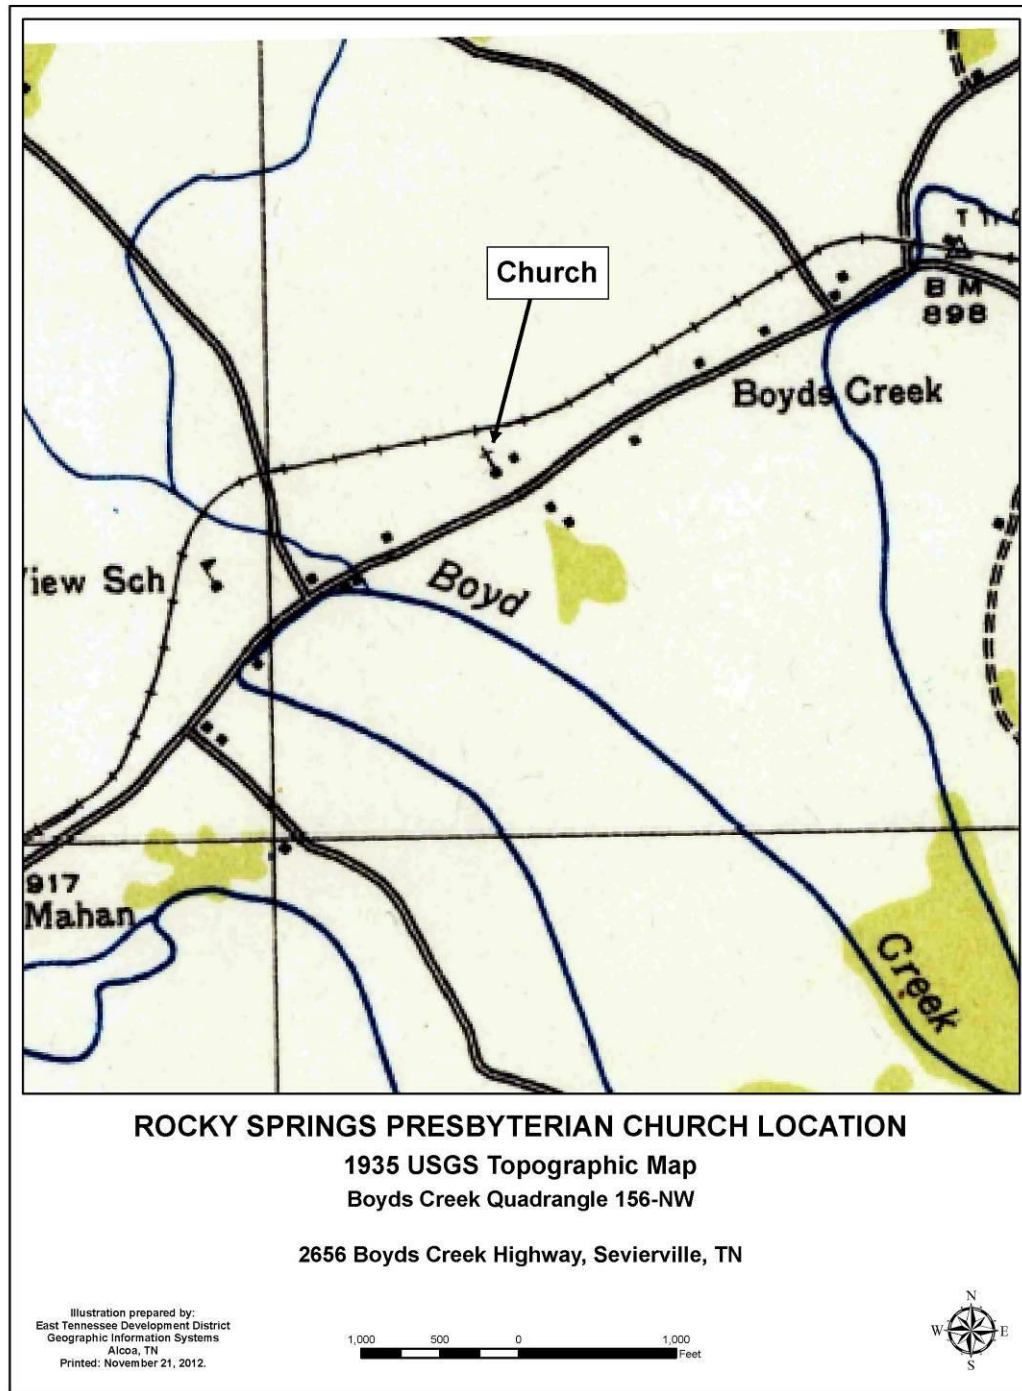 Church
B M
898
Boyds Creek
iew Sch
Boyd
917
Mahan
Creek
ROCKY SPRINGS PRESBYTERIAN CHURCH LOCATION
1935 USGS Topographic Map
Boyds Creek Quadrangle 156-NW
2656 Boyds Creek Highway, Sevierville, TN
Illustration prepared by:
East Tennessee Development District
Geographic Information Systems
Alcoa, TN
Printed: November 21, 2012.
1,000 500 0 1,000
Feet
N
W E
S